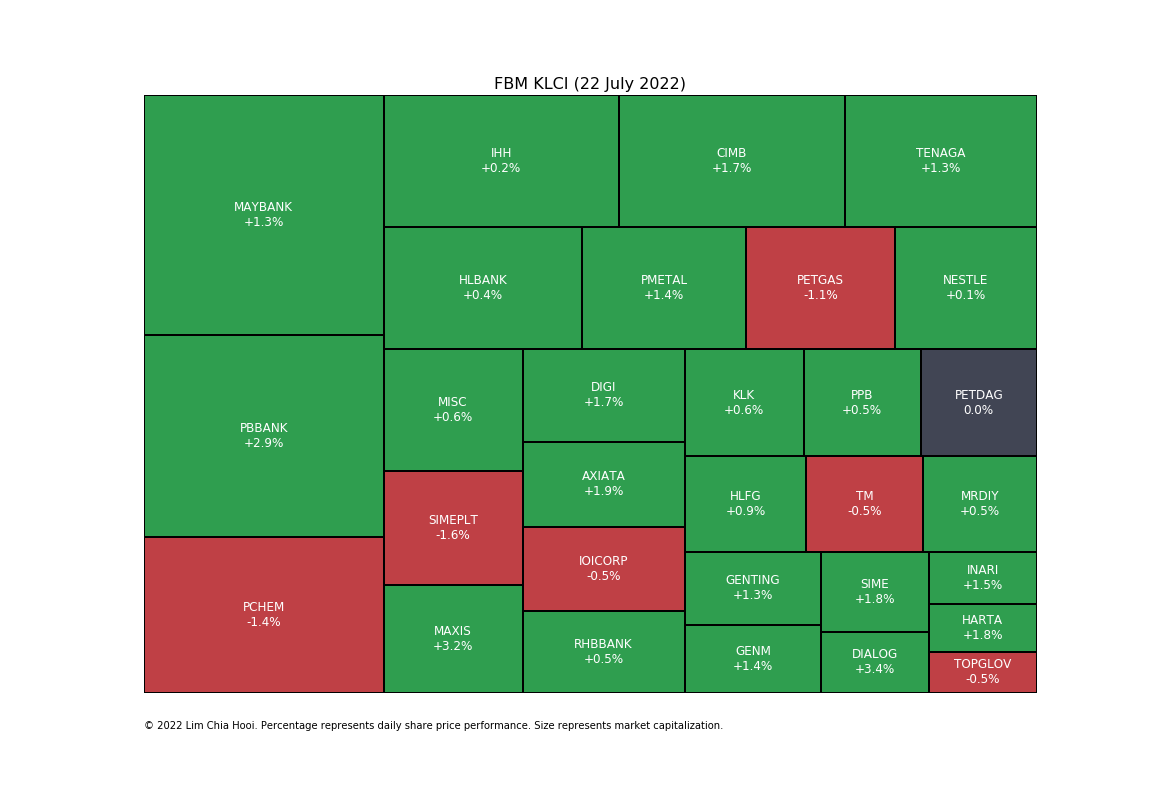 FBM KLCI (22 July 2022)
MAYBANK
+1.3%
IHH
+0.2%
CIMB
+1.7%
TENAGA
+1.3%
HLBANK
+0.4%
PMETAL
+1.4%
PETGAS
-1.1%
NESTLE
+0.1%
PBBANK
+2.9%
PCHEM
-1.4%
MISC
+0.6%
SIMEPLT
-1.6%
MAXIS
+3.2%
DIGI
+1.7%
AXIATA
+1.9%
IOICORP
-0.5%
RHBBANK
+0.5%
KLK
+0.6%
PPB
+0.5%
PETDAG
0.0%
HLFG
+0.9%
TM
-0.5%
MRDIY
+0.5%
GENTING
+1.3%
GENM
+1.4%
SIME
+1.8%
DIALOG
+3.4%
INARI
+1.5%
HARTA
+1.8%
TOPGLOV
-0.5%
© 2022 Lim Chia Hooi. Percentage represents daily share price performance. Size represents market capitalization.